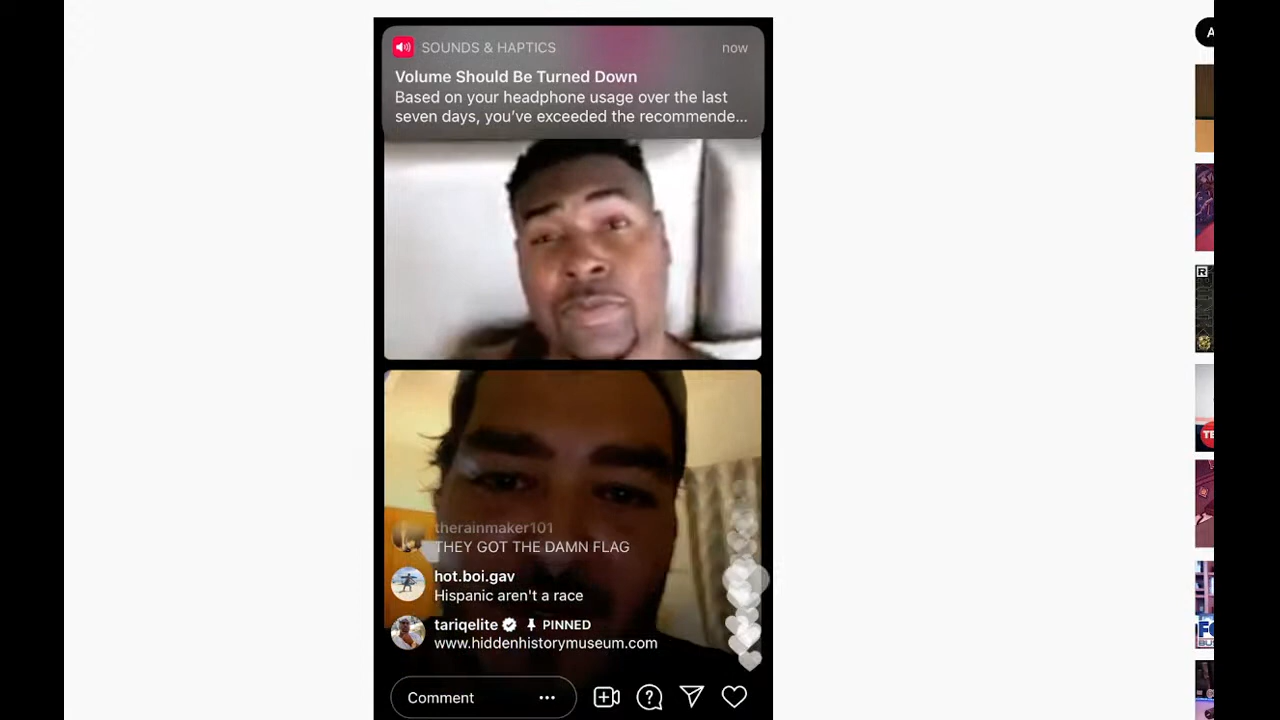 SOUNDS & HAPTICS
now
Volume Should Be Turned Down
Based on your headphone usage over the last
seven days, you’ve exceeded the recommende...
therainmaker101
THEY GOT THE DAMN FLAG
hot.boi.gav
Hispanic aren't a race
tariqelite PINNED
www.hiddenhistorymuseum.com
Comment
A
R